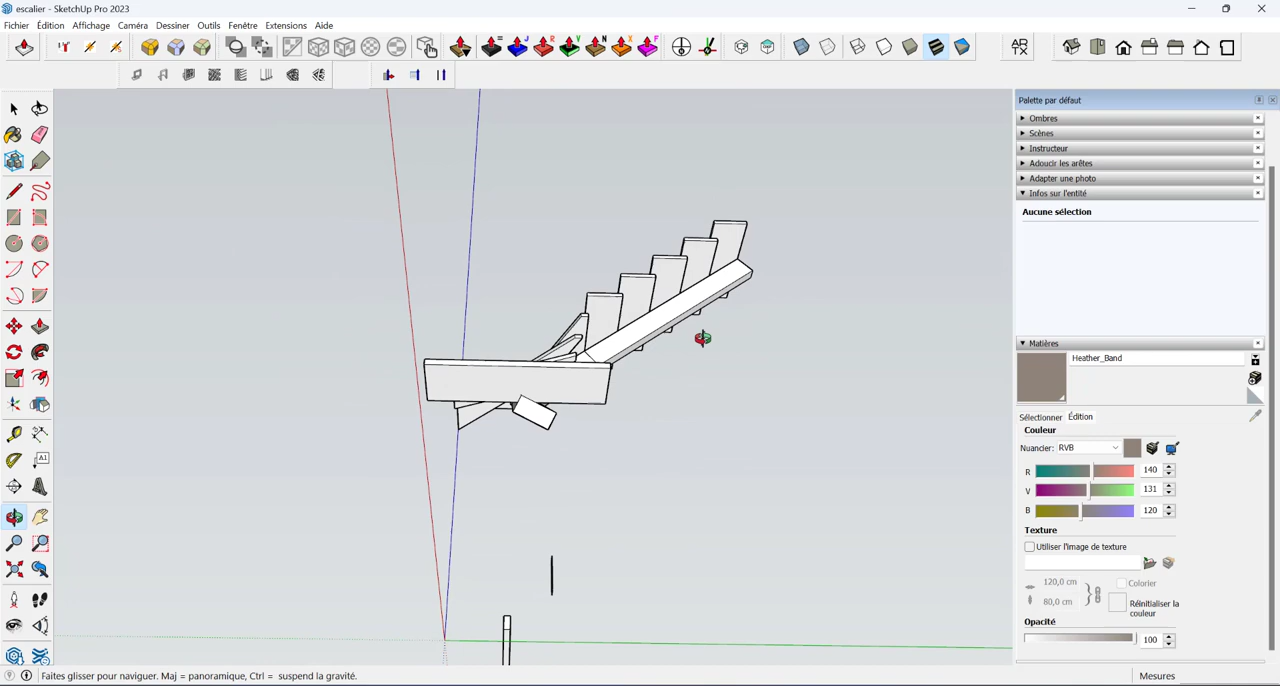 escalier - SketchUp Pro 2023
Fichier Édition Affichage Caméra Dessiner Outils Fenêtre Extensions Aide
AR
TX
Palette par défaut
Ombres
Scènes
Instructeur
Adoucir les arêtes
Adapter une photo
Infos sur l'entité
Aucune sélection
Matières
Heather_Band
Sélectionner Édition
Couleur
Nuancier: RVB
R 140
V 131
B 120
Texture
Utiliser l'image de texture
120,0 cm Colorier
80,0 cm Réinitialiser la
couleur
Opacité
100
Faites glisser pour naviguer. Maj = panoramique, Ctrl = suspend la gravité. Mesures